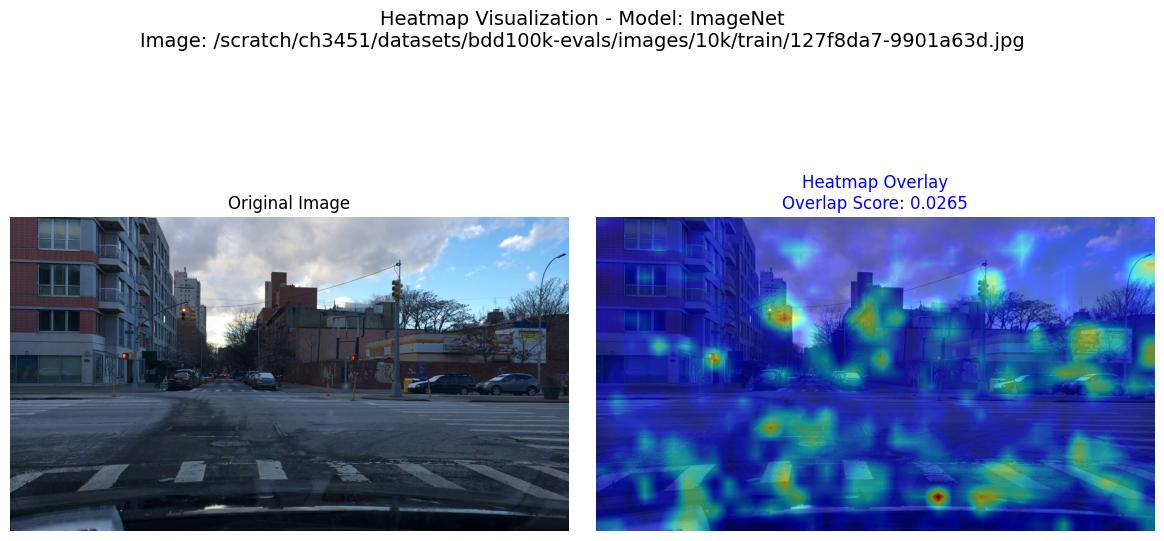 Heatmap Visualization - Model: ImageNet
Image: /scratch/ch3451/datasets/bdd100k-evals/images/10k/train/127f8da7-9901a63d.jpg
Original Image
Heatmap Overlay
Overlap Score: 0.0265